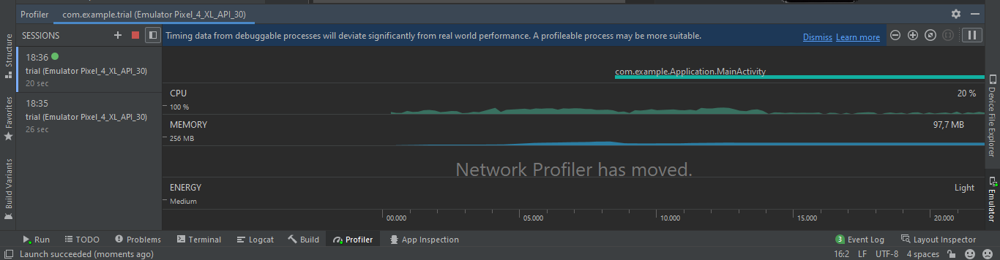 Profiler com.example.trial (Emulator Pixel_4_XL_API_30)
SESSIONS
Timing data from debuggable processes will deviate significantly from real world performance. A profileable process may be more suitable. Dismiss Learn more
18:36
trial (Emulator Pixel_4_XL_API_30)
20 sec
18:35
trial (Emulator Pixel_4_XL_API_30)
26 sec
com.example.Application.MainActivity
CPU 20 %
100 %
MEMORY 97,7 MB
256 MB
Network Profiler has moved.
ENERGY Light
Medium
00.000 05.000 10.000 15.000 20.000
Structure
Favorites
Build Variants
Device File Explorer
Emulator
Run TODO Problems Terminal Logcat Build Profiler App Inspection 3 Event Log Layout Inspector
Launch succeeded (moments ago) 16:2 LF UTF-8 4 spaces